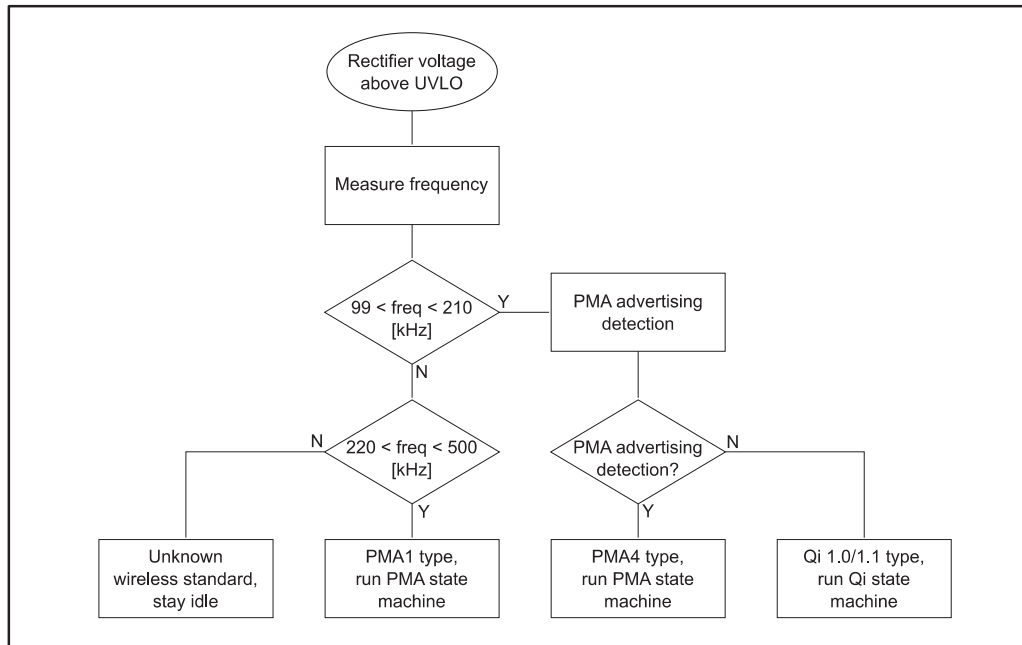 Rectifier voltage
above UVLO
Measure frequency
99 < freq < 210
[kHz]
Y
N
PMA advertising
detection
220 < freq < 500
[kHz]
N
Y
PMA advertising
detection?
N
Y
Unknown
wireless standard,
stay idle
PMA1 type,
run PMA state
machine
PMA4 type,
run PMA state
machine
Qi 1.0/1.1 type,
run Qi state
machine